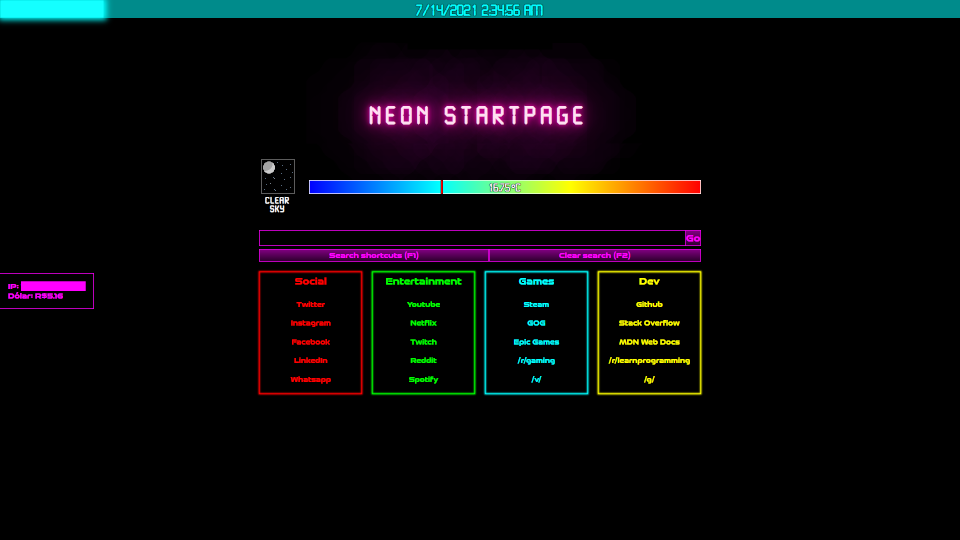 7/14/2021 2:34:56 AM
NEON STARTPAGE
CLEAR
SKY
16.75ºC
Go
Search shortcuts (F1)
Clear search (F2)
IP:
Dólar: R$5.16
Social
Twitter
Instagram
Facebook
LinkedIn
Whatsapp
Entertainment
Youtube
Netflix
Twitch
Reddit
Spotify
Games
Steam
GOG
Epic Games
/r/gaming
/v/
Dev
Github
Stack Overflow
MDN Web Docs
/r/learnprogramming
/g/